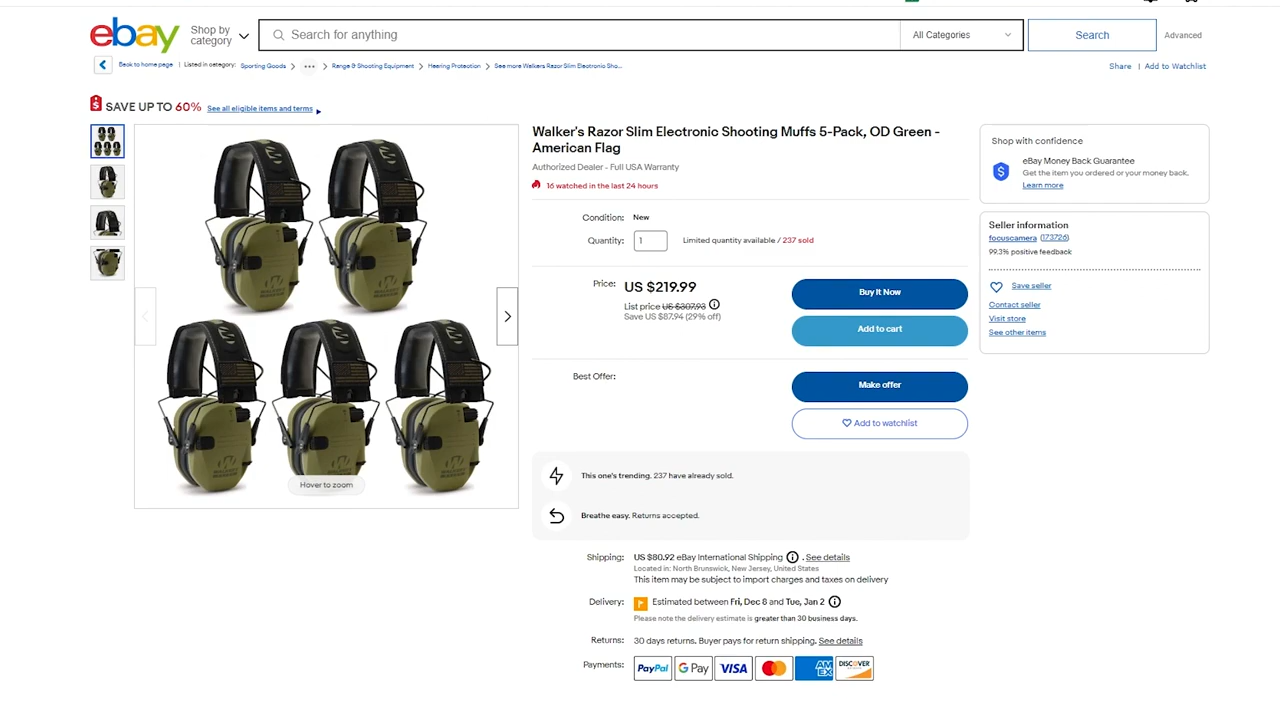 ebay
Shop by
category
Search for anything
All Categories
Search
Advanced
Back to home page | Listed in category: Sporting Goods > ... > Range & Shooting Equipment > Hearing Protection > See more Walkers Razor Slim Electronic Sho...
Share | Add to Watchlist
SAVE UP TO 60% See all eligible items and terms
Hover to zoom
Walker's Razor Slim Electronic Shooting Muffs 5-Pack, OD Green -
American Flag
Authorized Dealer - Full USA Warranty
16 watched in the last 24 hours
Condition: New
Quantity: 1 Limited quantity available / 237 sold
Price: US $219.99
List price US $307.93
Save US $87.94 (29% off)
Buy It Now
Add to cart
Best Offer:
Make offer
Add to watchlist
This one's trending. 237 have already sold.
Breathe easy. Returns accepted.
Shipping: US $80.92 eBay International Shipping . See details
Located in: North Brunswick, New Jersey, United States
This item may be subject to import charges and taxes on delivery
Delivery: Estimated between Fri, Dec 8 and Tue, Jan 2
Please note the delivery estimate is greater than 30 business days.
Returns: 30 days returns. Buyer pays for return shipping. See details
Payments: PayPal G Pay VISA AMEX DISCOVER
Shop with confidence
eBay Money Back Guarantee
Get the item you ordered or your money back.
Learn more
Seller information
focuscamera (173726)
99.3% positive feedback
Save seller
Contact seller
Visit store
See other items